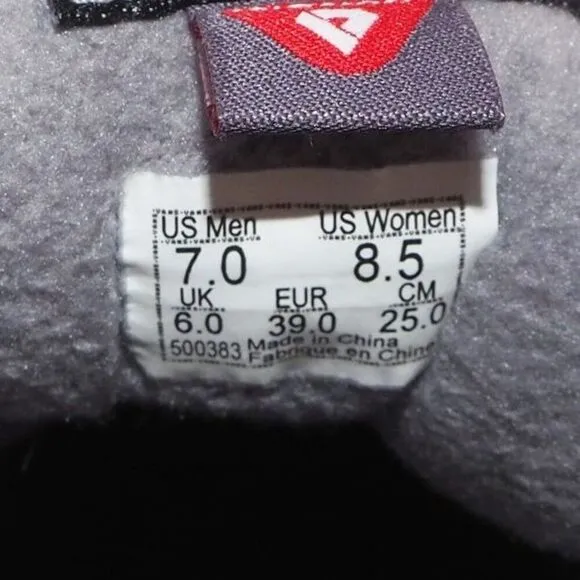 US Men US Women
7.0 8.5
UK EUR CM
6.0 39.0 25.0
500383 Made in China
Fabriqué en Chine